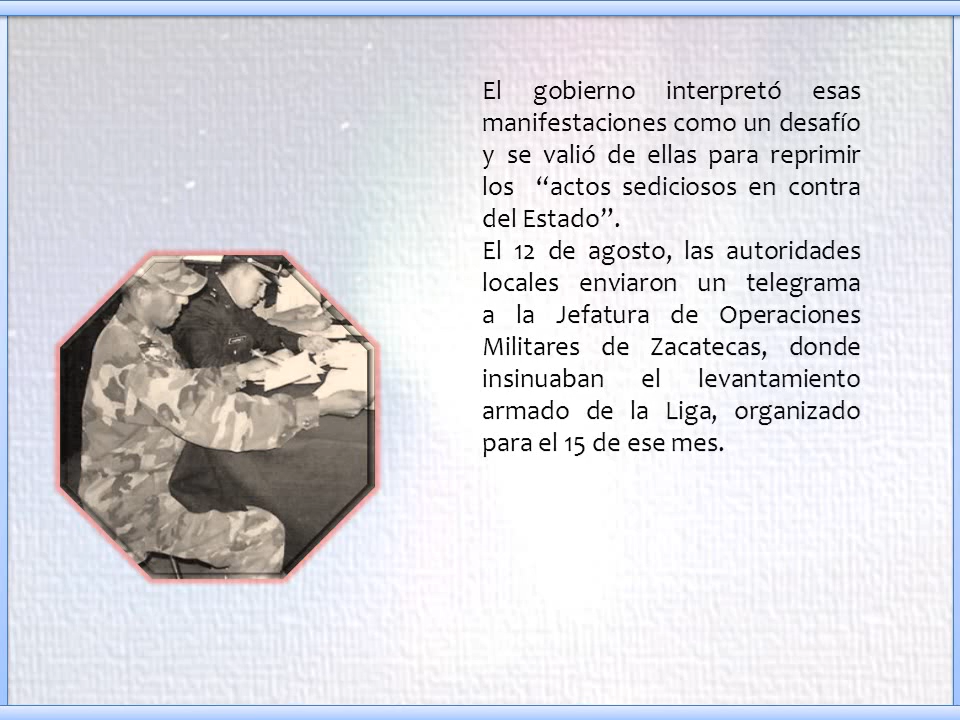 El gobierno interpretó esas
manifestaciones como un desafío
y se valió de ellas para reprimir
los “actos sediciosos en contra
del Estado”.
El 12 de agosto, las autoridades
locales enviaron un telegrama
a la Jefatura de Operaciones
Militares de Zacatecas, donde
insinuaban el levantamiento
armado de la Liga, organizado
para el 15 de ese mes.